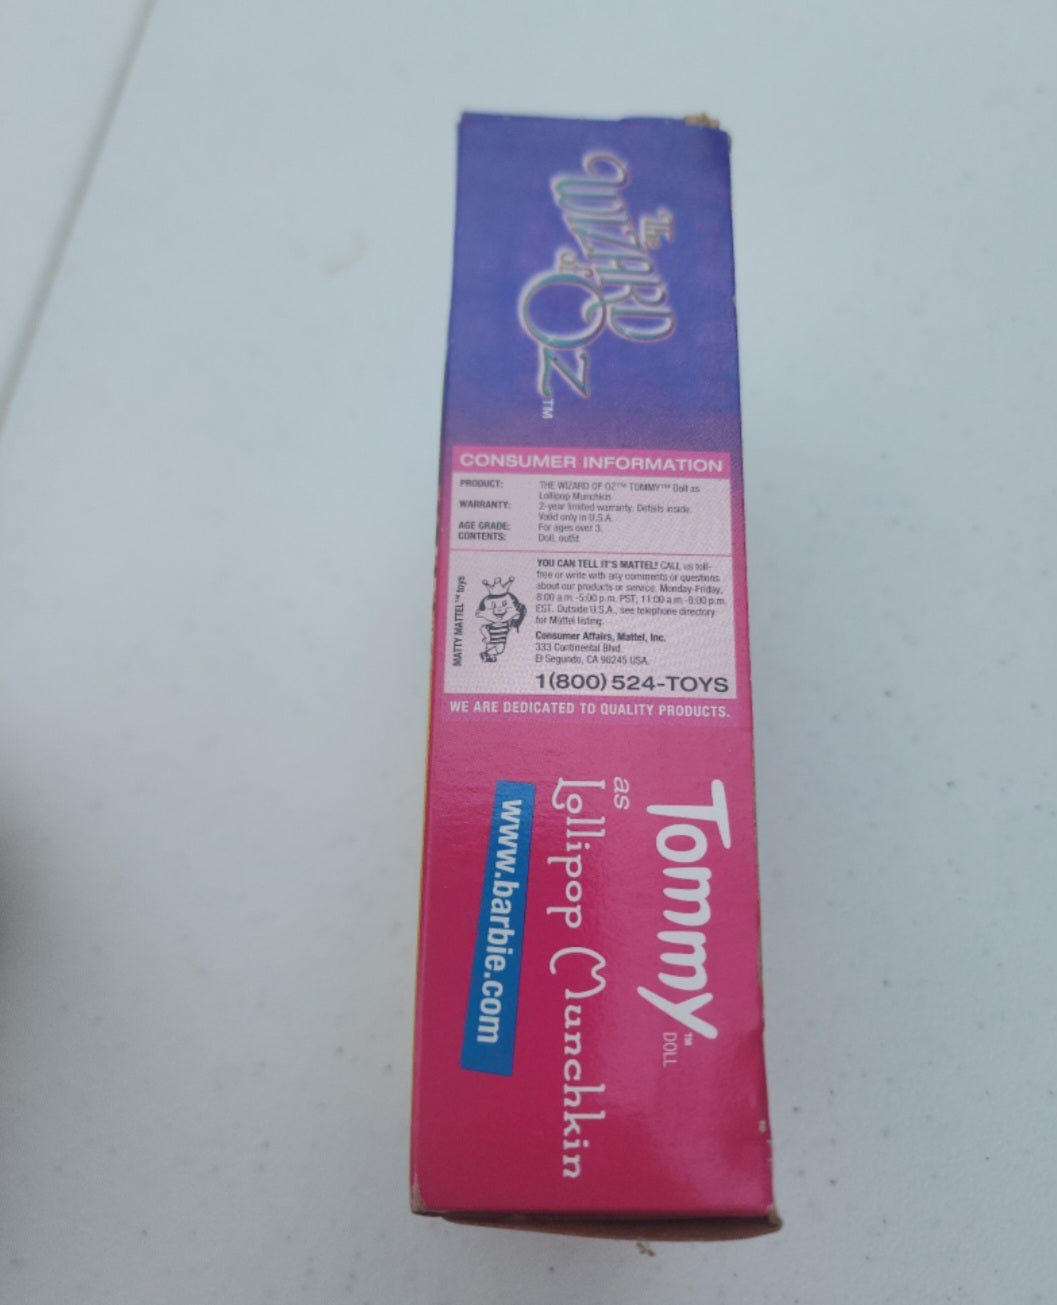 The
WIZARD
of
Oz™
CONSUMER INFORMATION
PRODUCT: THE WIZARD OF OZ™ TOMMY™ Doll as
Lollipop Munchkin
WARRANTY: 2-year limited warranty. Details inside.
Valid only in U.S.A.
AGE GRADE: For ages over 3.
CONTENTS: Doll, outfit
MATTY MATTEL™ toys
YOU CAN TELL IT'S MATTEL! CALL us toll-
free or write with any comments or questions
about our products or service. Monday-Friday,
8:00 a.m.-5:00 p.m. PST, 11:00 a.m.-8:00 p.m.
EST. Outside U.S.A., see telephone directory
for Mattel listing.
Consumer Affairs, Mattel, Inc.
333 Continental Blvd.
El Segundo, CA 90245 USA.
1(800) 524-TOYS
WE ARE DEDICATED TO QUALITY PRODUCTS.
Tommy™
DOLL
as
Lollipop Munchkin
www.barbie.com